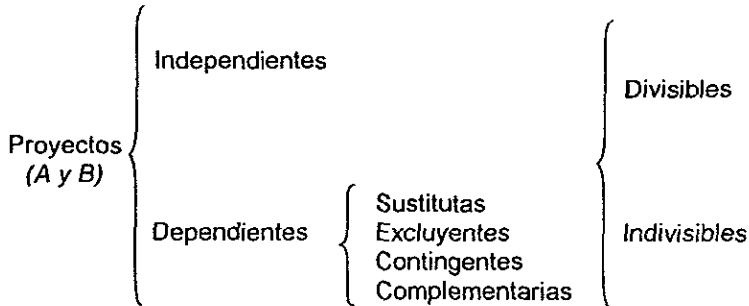 Independientes
Divisibles
Proyectos
(A y B)
Sustitutas
Dependientes
Excluyentes
Indivisibles
Contingentes
Complementarias